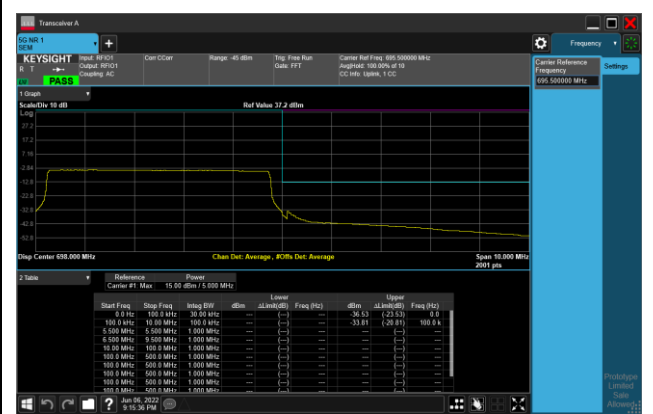 Transceiver A
5G NR 1
SEM
Frequency
KEYSIGHT
R T
PASS
Input: RFIO1
Output: RFIO1
Coupling: AC
Corr CCorr
Range: -45 dBm
Trig: Free Run
Gate: FFT
Carrier Ref Freq: 695.500000 MHz
Avg|Hold: 100.00% of 10
CC Info: Uplink, 1 CC
Carrier Reference
Frequency
695.500000 MHz
Settings
1 Graph
Scale/Div 10 dB
Ref Value 37.2 dBm
Log
27.2
17.2
7.16
-2.84
-12.8
-22.8
-32.8
-42.8
-52.8
Disp Center 698.000 MHz
Chan Det: Average , #Offs Det: Average
Span 10.000 MHz
2001 pts
2 Table
Reference Power
Carrier #1 Max 15.00 dBm / 5.000 MHz
Lower Upper
Start Freq Stop Freq Integ BW dBm ΔLimit(dB) Freq (Hz) dBm ΔLimit(dB) Freq (Hz)
0.0 Hz 100.0 kHz 30.00 kHz --- (---) --- -36.53 (-23.53) 0.0
100.0 kHz 10.00 MHz 100.0 kHz --- (---) --- -33.81 (-20.81) 100.0 k
5.500 MHz 5.500 MHz 1.000 MHz --- (---) --- --- (---) ---
6.500 MHz 9.500 MHz 1.000 MHz --- (---) --- --- (---) ---
10.00 MHz 100.0 MHz 1.000 MHz --- (---) --- --- (---) ---
100.0 MHz 500.0 MHz 1.000 MHz --- (---) --- --- (---) ---
100.0 MHz 500.0 MHz 1.000 MHz --- (---) --- --- (---) ---
100.0 MHz 500.0 MHz 1.000 MHz --- (---) --- --- (---) ---
100.0 MHz 500.0 MHz 1.000 MHz --- (---) --- --- (---) ---
Prototype
Limited
Sale
Allowed
Jun 06, 2022
9:15:36 PM